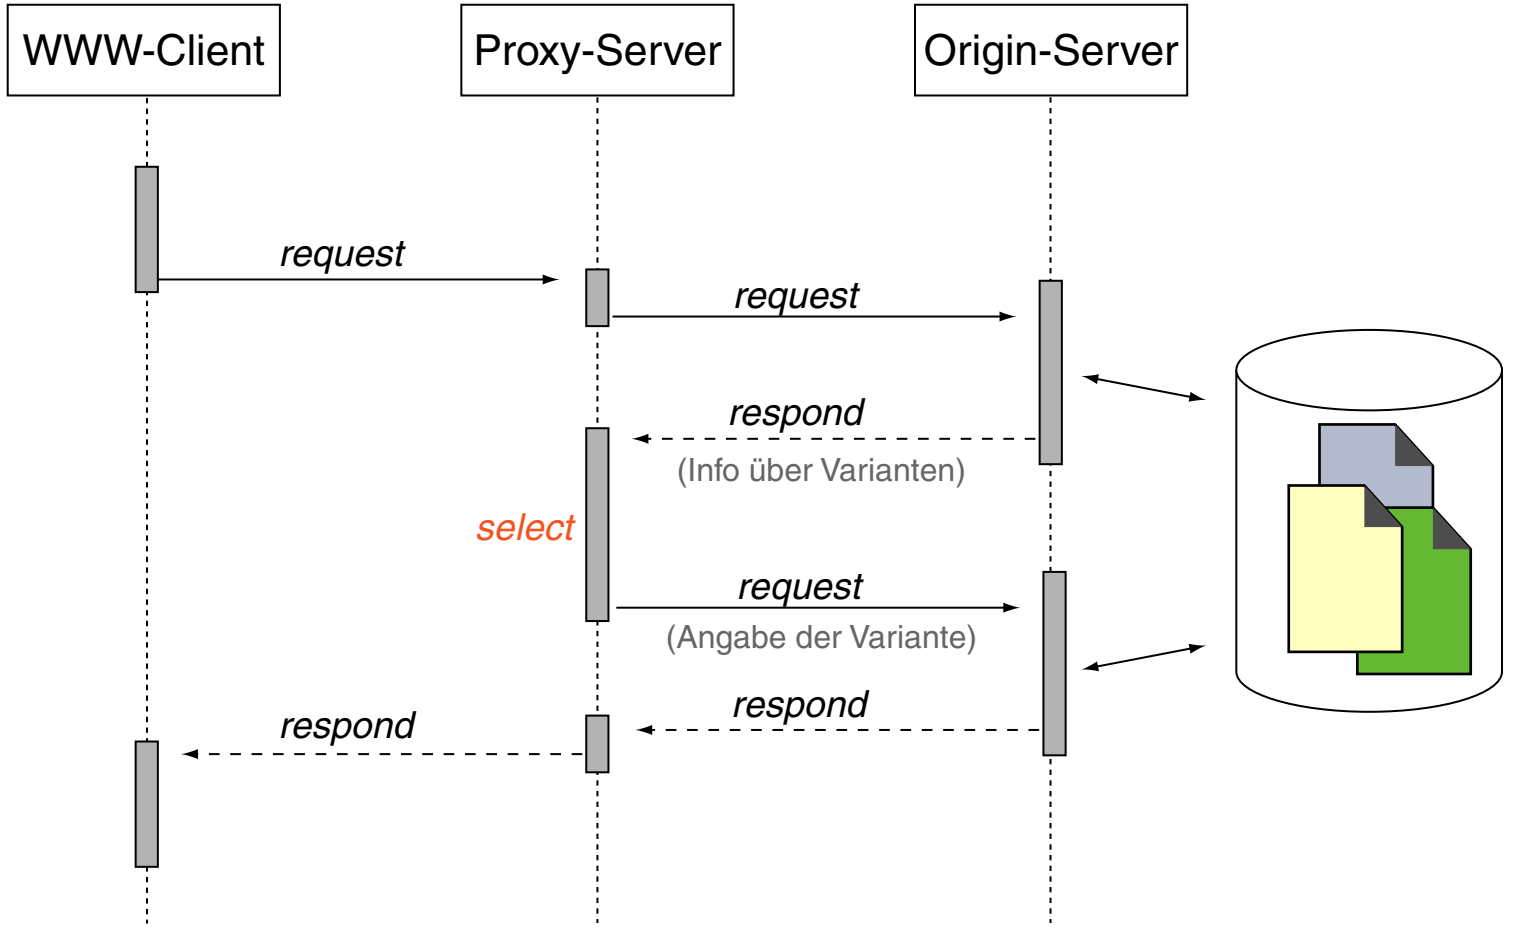 WWW-Client
Proxy-Server
Origin-Server
request
request
respond
(Info über Varianten)
select
request
(Angabe der Variante)
respond
respond